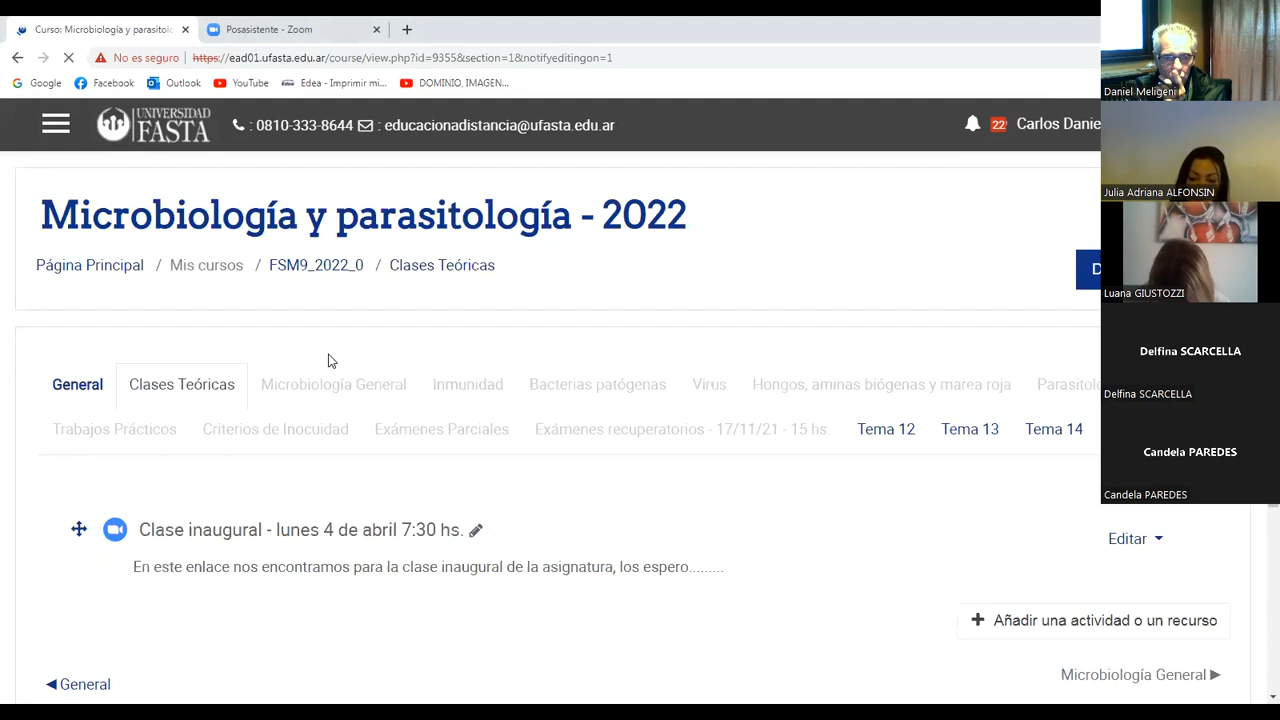 Curso: Microbiología y parasitolo
Posasistente - Zoom
No es seguro
https://ead01.ufasta.edu.ar/course/view.php?id=9355&section=1&notifyeditingon=1
Google
Facebook
Outlook
YouTube
Edea - Imprimir mi...
DOMINIO, IMAGEN...
UNIVERSIDAD
FASTA
: 0810-333-8644
: educacionadistancia@ufasta.edu.ar
22
Carlos Danie
Microbiología y parasitología - 2022
Página Principal / Mis cursos / FSM9_2022_0 / Clases Teóricas
D
General
Clases Teóricas
Microbiología General
Inmunidad
Bacterias patógenas
Virus
Hongos, aminas biógenas y marea roja
Parasitolo
Trabajos Prácticos
Criterios de Inocuidad
Exámenes Parciales
Exámenes recuperatorios - 17/11/21 - 15 hs.
Tema 12
Tema 13
Tema 14
Clase inaugural - lunes 4 de abril 7:30 hs.
Editar
En este enlace nos encontramos para la clase inaugural de la asignatura, los espero.........
Añadir una actividad o un recurso
Microbiología General
General
Daniel Meligeni
Julia Adriana ALFONSIN
Luana GIUSTOZZI
Delfina SCARCELLA
Delfina SCARCELLA
Candela PAREDES
Candela PAREDES